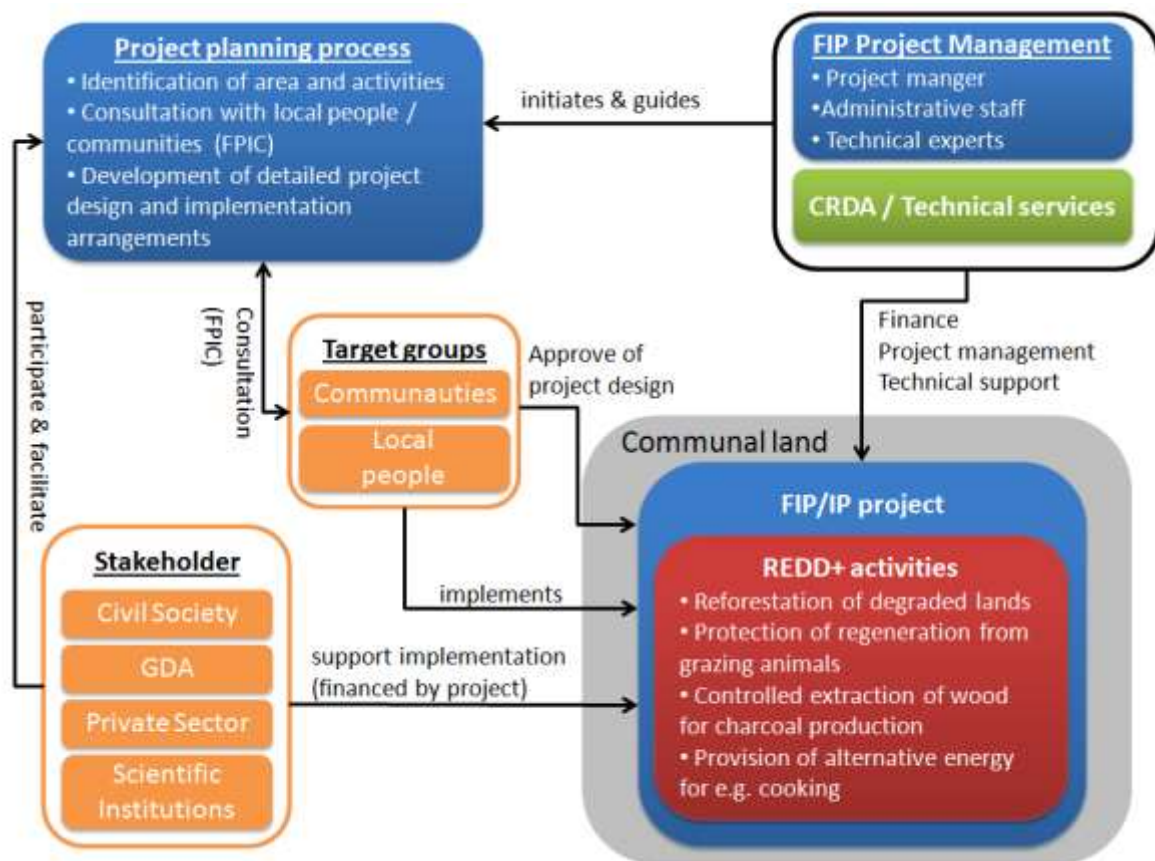 Project planning process
• Identification of area and activities
• Consultation with local people /
communities (FPIC)
• Development of detailed project
design and implementation
arrangements
initiates & guides
FIP Project Management
• Project manger
•Administrative staff
• Technical experts
CRDA / Technical services
participate & facilitate
Consultation
(FPIC)
Target groups
Communauties
Local
people
Approve of
project design
Finance
Project management
Technical support
Communal land
FIP/IP project
REDD+ activities
• Reforestation of degraded lands
• Protection of regeneration from
grazing animals
• Controlled extraction of wood
for charcoal production
• Provision of alternative energy
for e.g. cooking
implements
Stakeholder
Civil Society
GDA
Private Sector
Scientific
Institutions
support implementation
(financed by project)